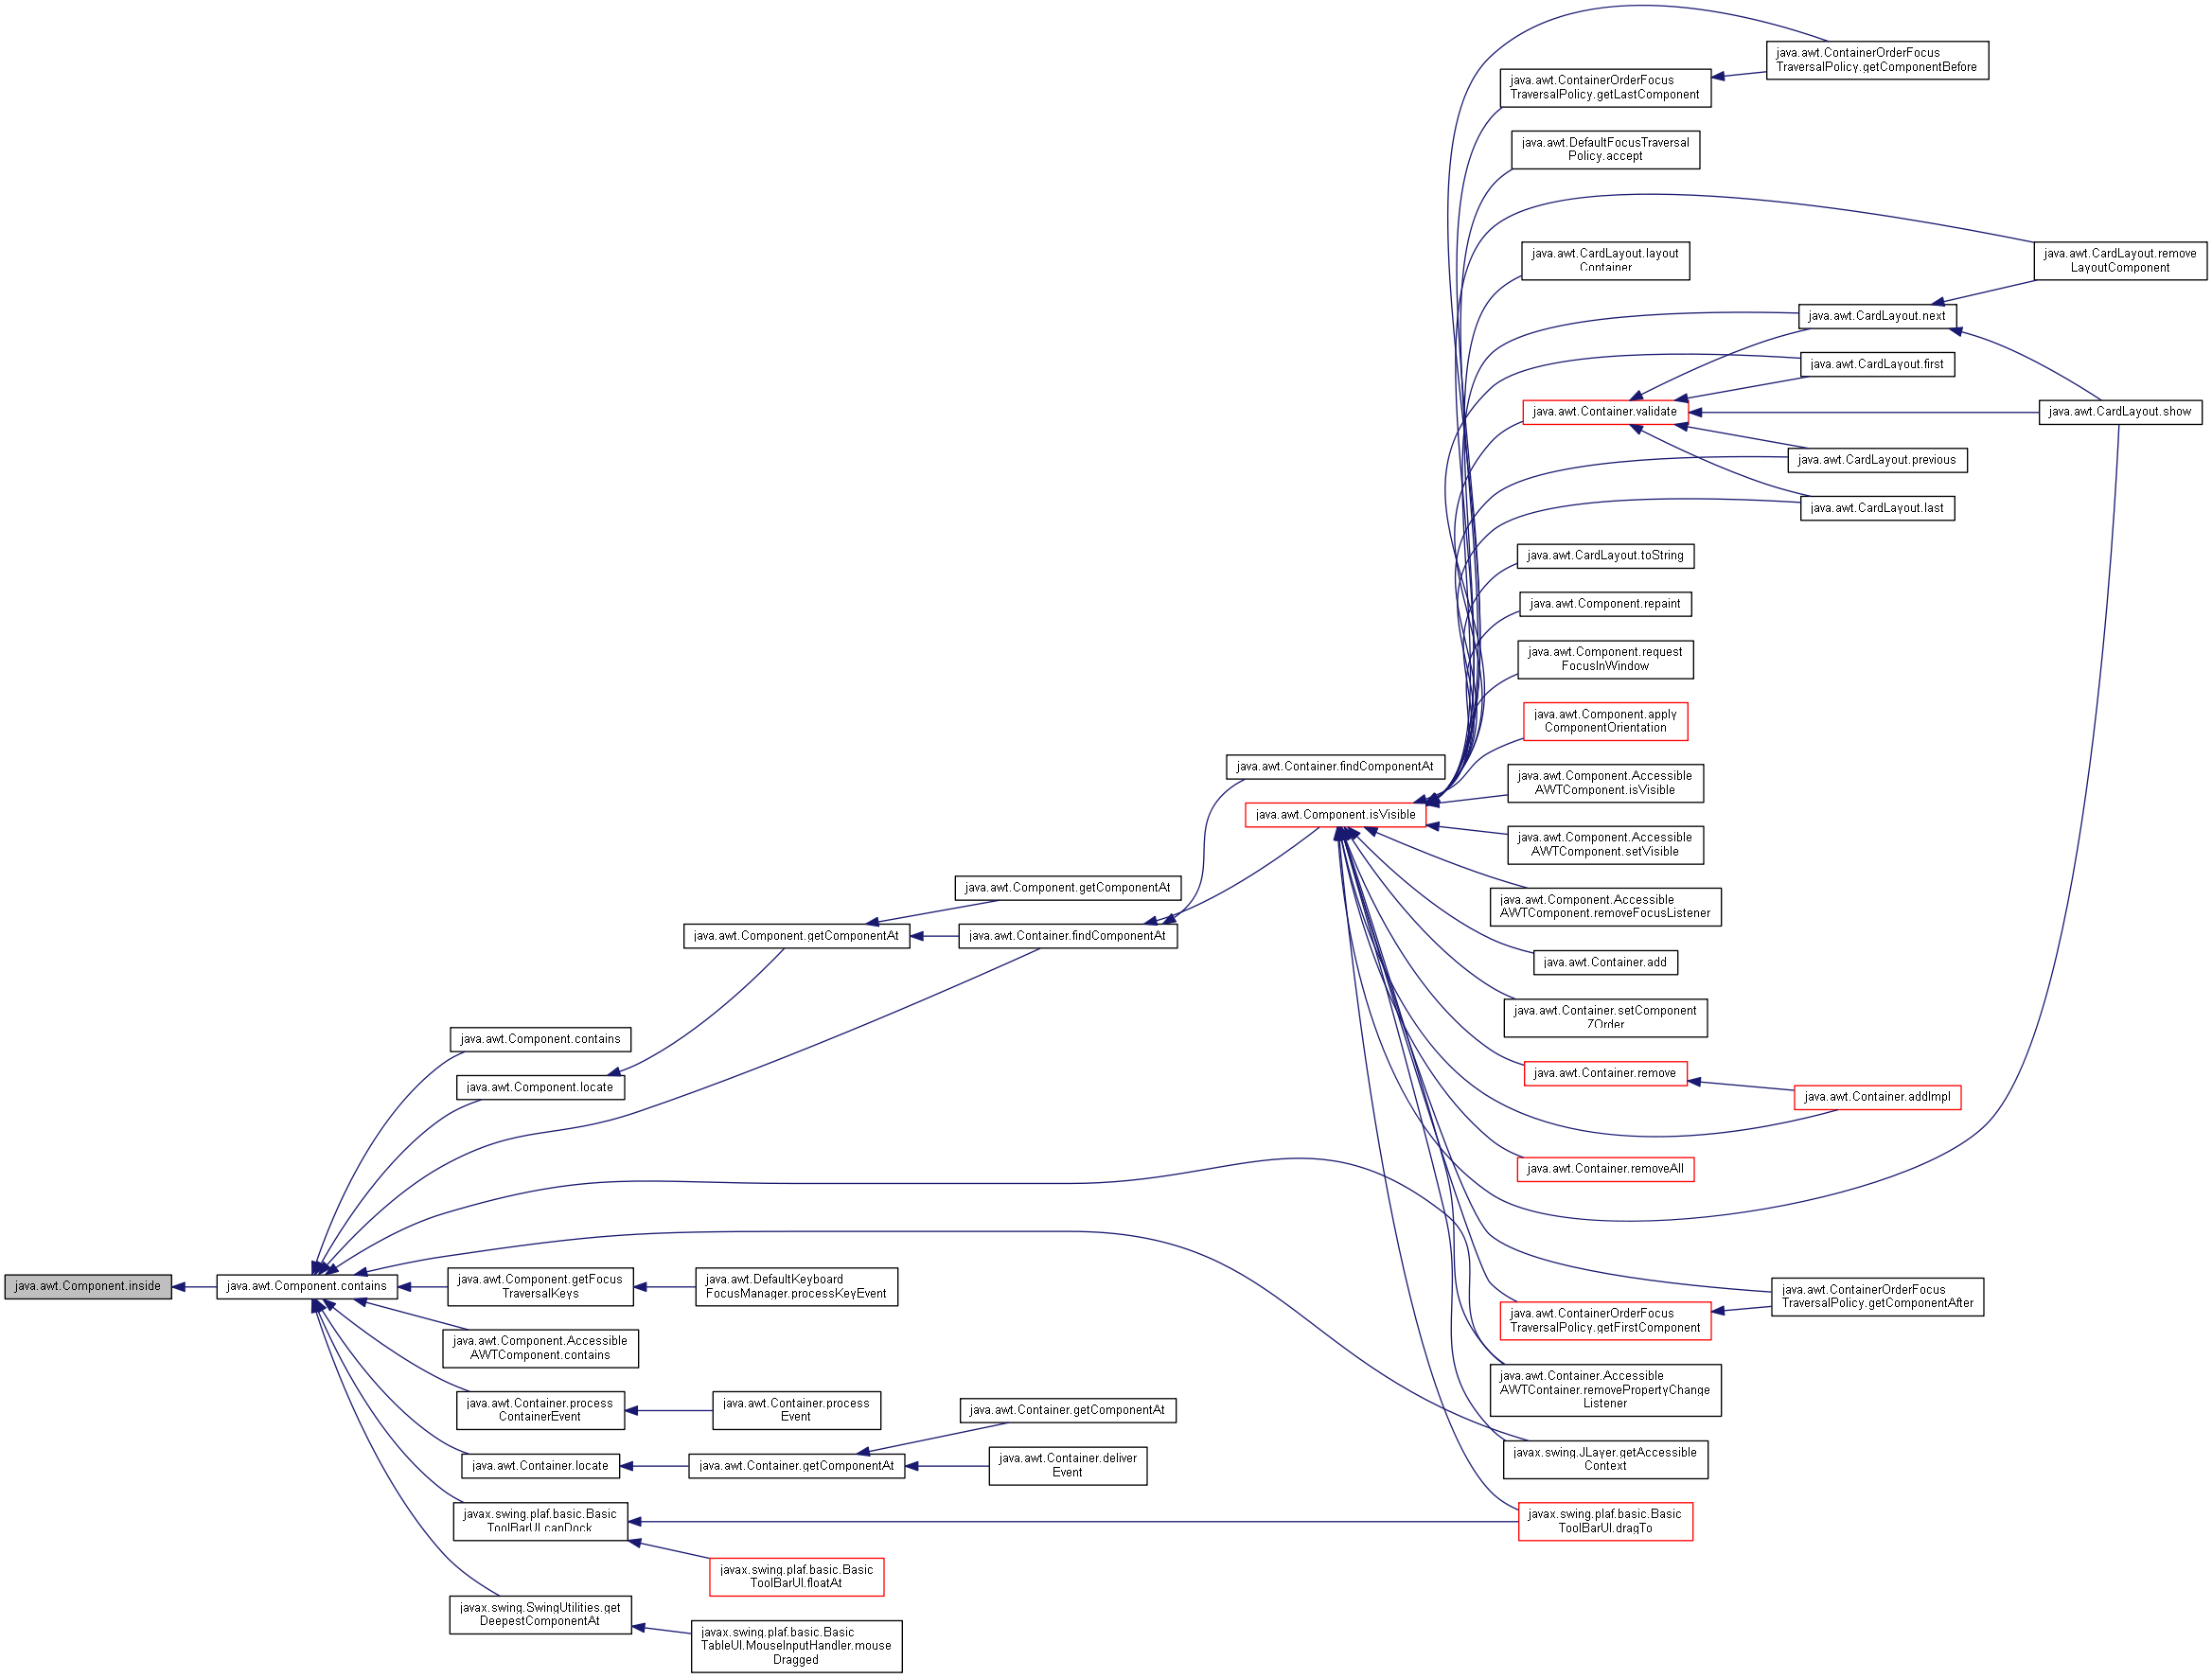 java.awt.ContainerOrderFocus
TraversalPolicy.getComponentBefore
java.awt.ContainerOrderFocus
TraversalPolicy.getLastComponent
java.awt.DefaultFocusTraversal
Policy.accept
java.awt.CardLayout.layout
Container
java.awt.CardLayout.remove
LayoutComponent
java.awt.CardLayout.next
java.awt.CardLayout.first
java.awt.Container.validate
java.awt.CardLayout.show
java.awt.CardLayout.previous
java.awt.CardLayout.last
java.awt.CardLayout.toString
java.awt.Component.repaint
java.awt.Component.request
FocusInWindow
java.awt.Component.apply
ComponentOrientation
java.awt.Container.findComponentAt
java.awt.Component.Accessible
AWTComponent.isVisible
java.awt.Component.isVisible
java.awt.Component.Accessible
AWTComponent.setVisible
java.awt.Component.getComponentAt
java.awt.Component.Accessible
AWTComponent.removeFocusListener
java.awt.Component.getComponentAt
java.awt.Container.findComponentAt
java.awt.Container.add
java.awt.Container.setComponent
ZOrder
java.awt.Component.contains
java.awt.Component.locate
java.awt.Container.remove
java.awt.Container.addImpl
java.awt.Container.removeAll
java.awt.Component.inside
java.awt.Component.contains
java.awt.Component.getFocus
TraversalKeys
java.awt.DefaultKeyboard
FocusManager.processKeyEvent
java.awt.ContainerOrderFocus
TraversalPolicy.getComponentAfter
java.awt.ContainerOrderFocus
TraversalPolicy.getFirstComponent
java.awt.Component.Accessible
AWTComponent.contains
java.awt.Container.Accessible
AWTContainer.removePropertyChange
Listener
java.awt.Container.process
ContainerEvent
java.awt.Container.process
Event
java.awt.Container.getComponentAt
java.awt.Container.locate
java.awt.Container.getComponentAt
java.awt.Container.deliver
Event
javax.swing.JLayer.getAccessible
Context
javax.swing.plaf.basic.Basic
ToolBarUI.canDock
javax.swing.plaf.basic.Basic
ToolBarUI.dragTo
javax.swing.plaf.basic.Basic
ToolBarUI.floatAt
javax.swing.SwingUtilities.get
DeepestComponentAt
javax.swing.plaf.basic.Basic
TableUI.MouseInputHandler.mouse
Dragged